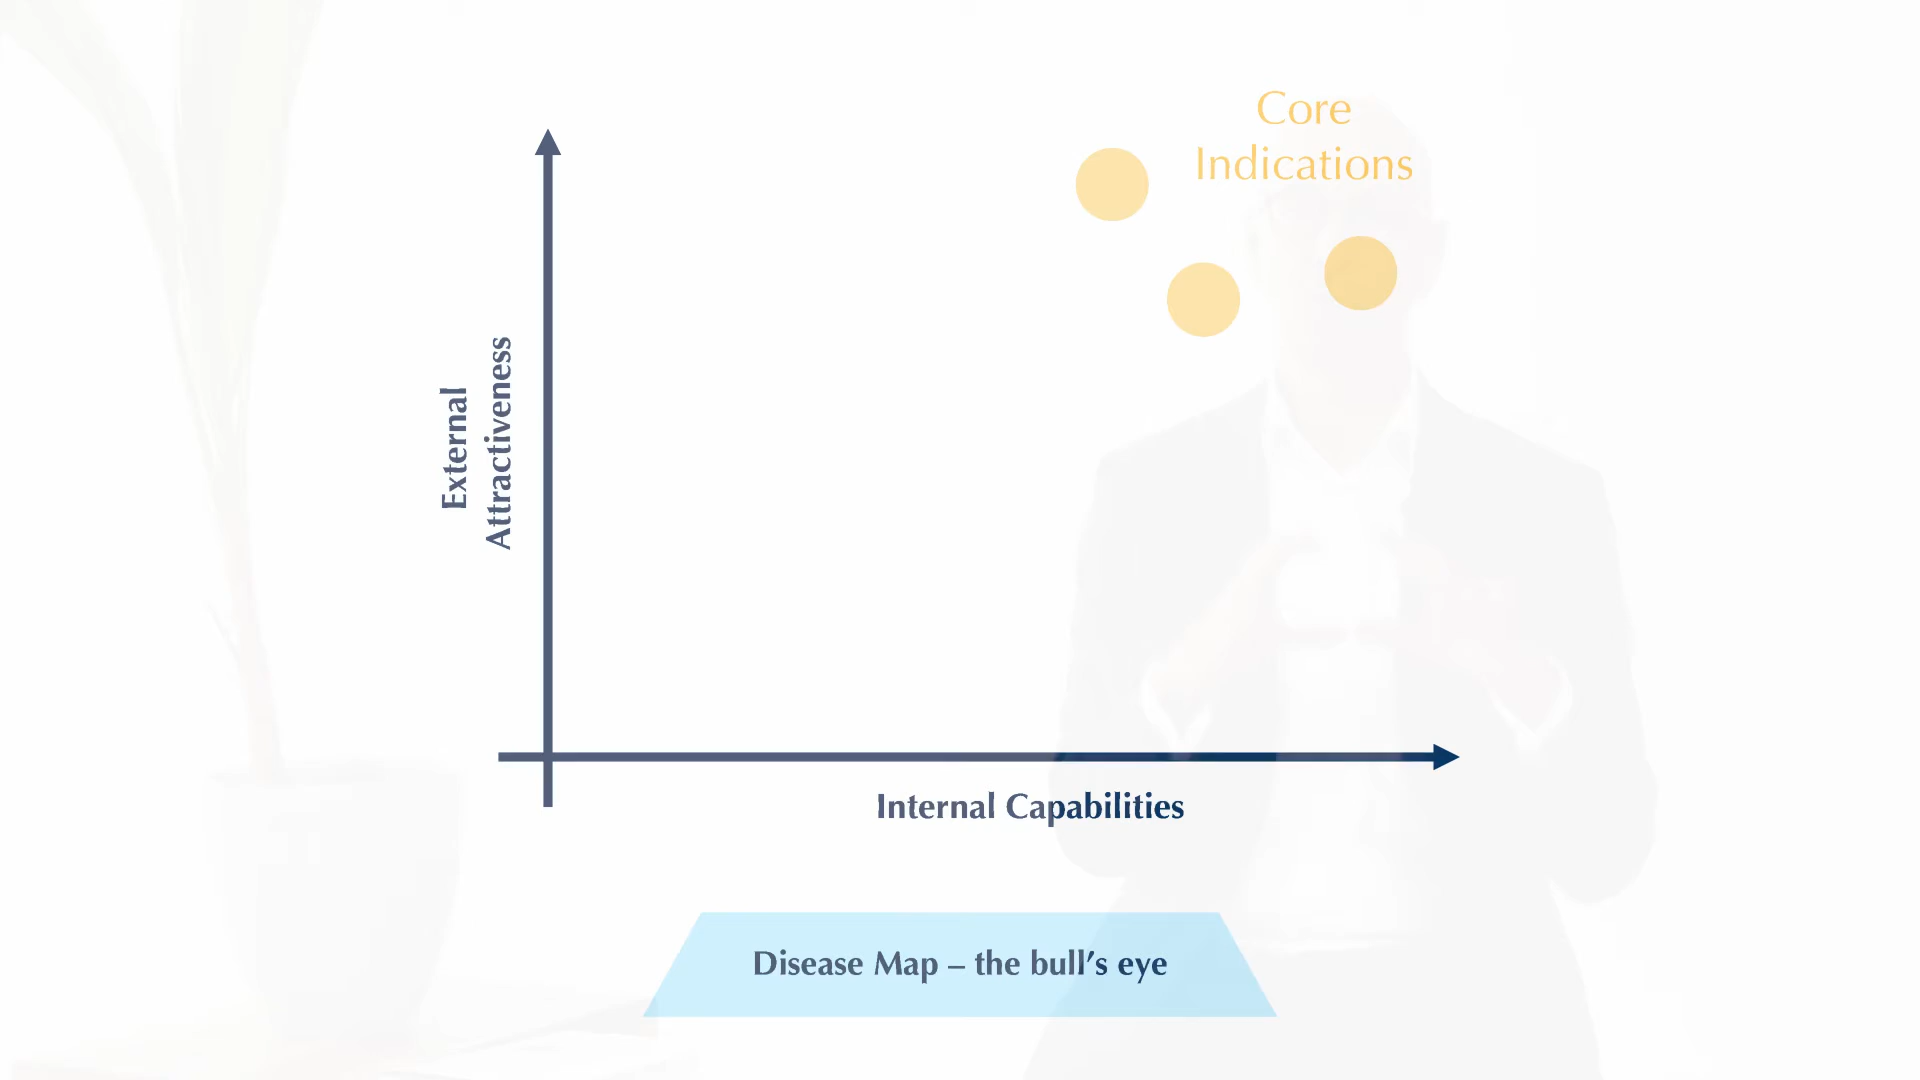 Core
Indications
External
Attractiveness
Internal Capabilities
Disease Map – the bull’s eye